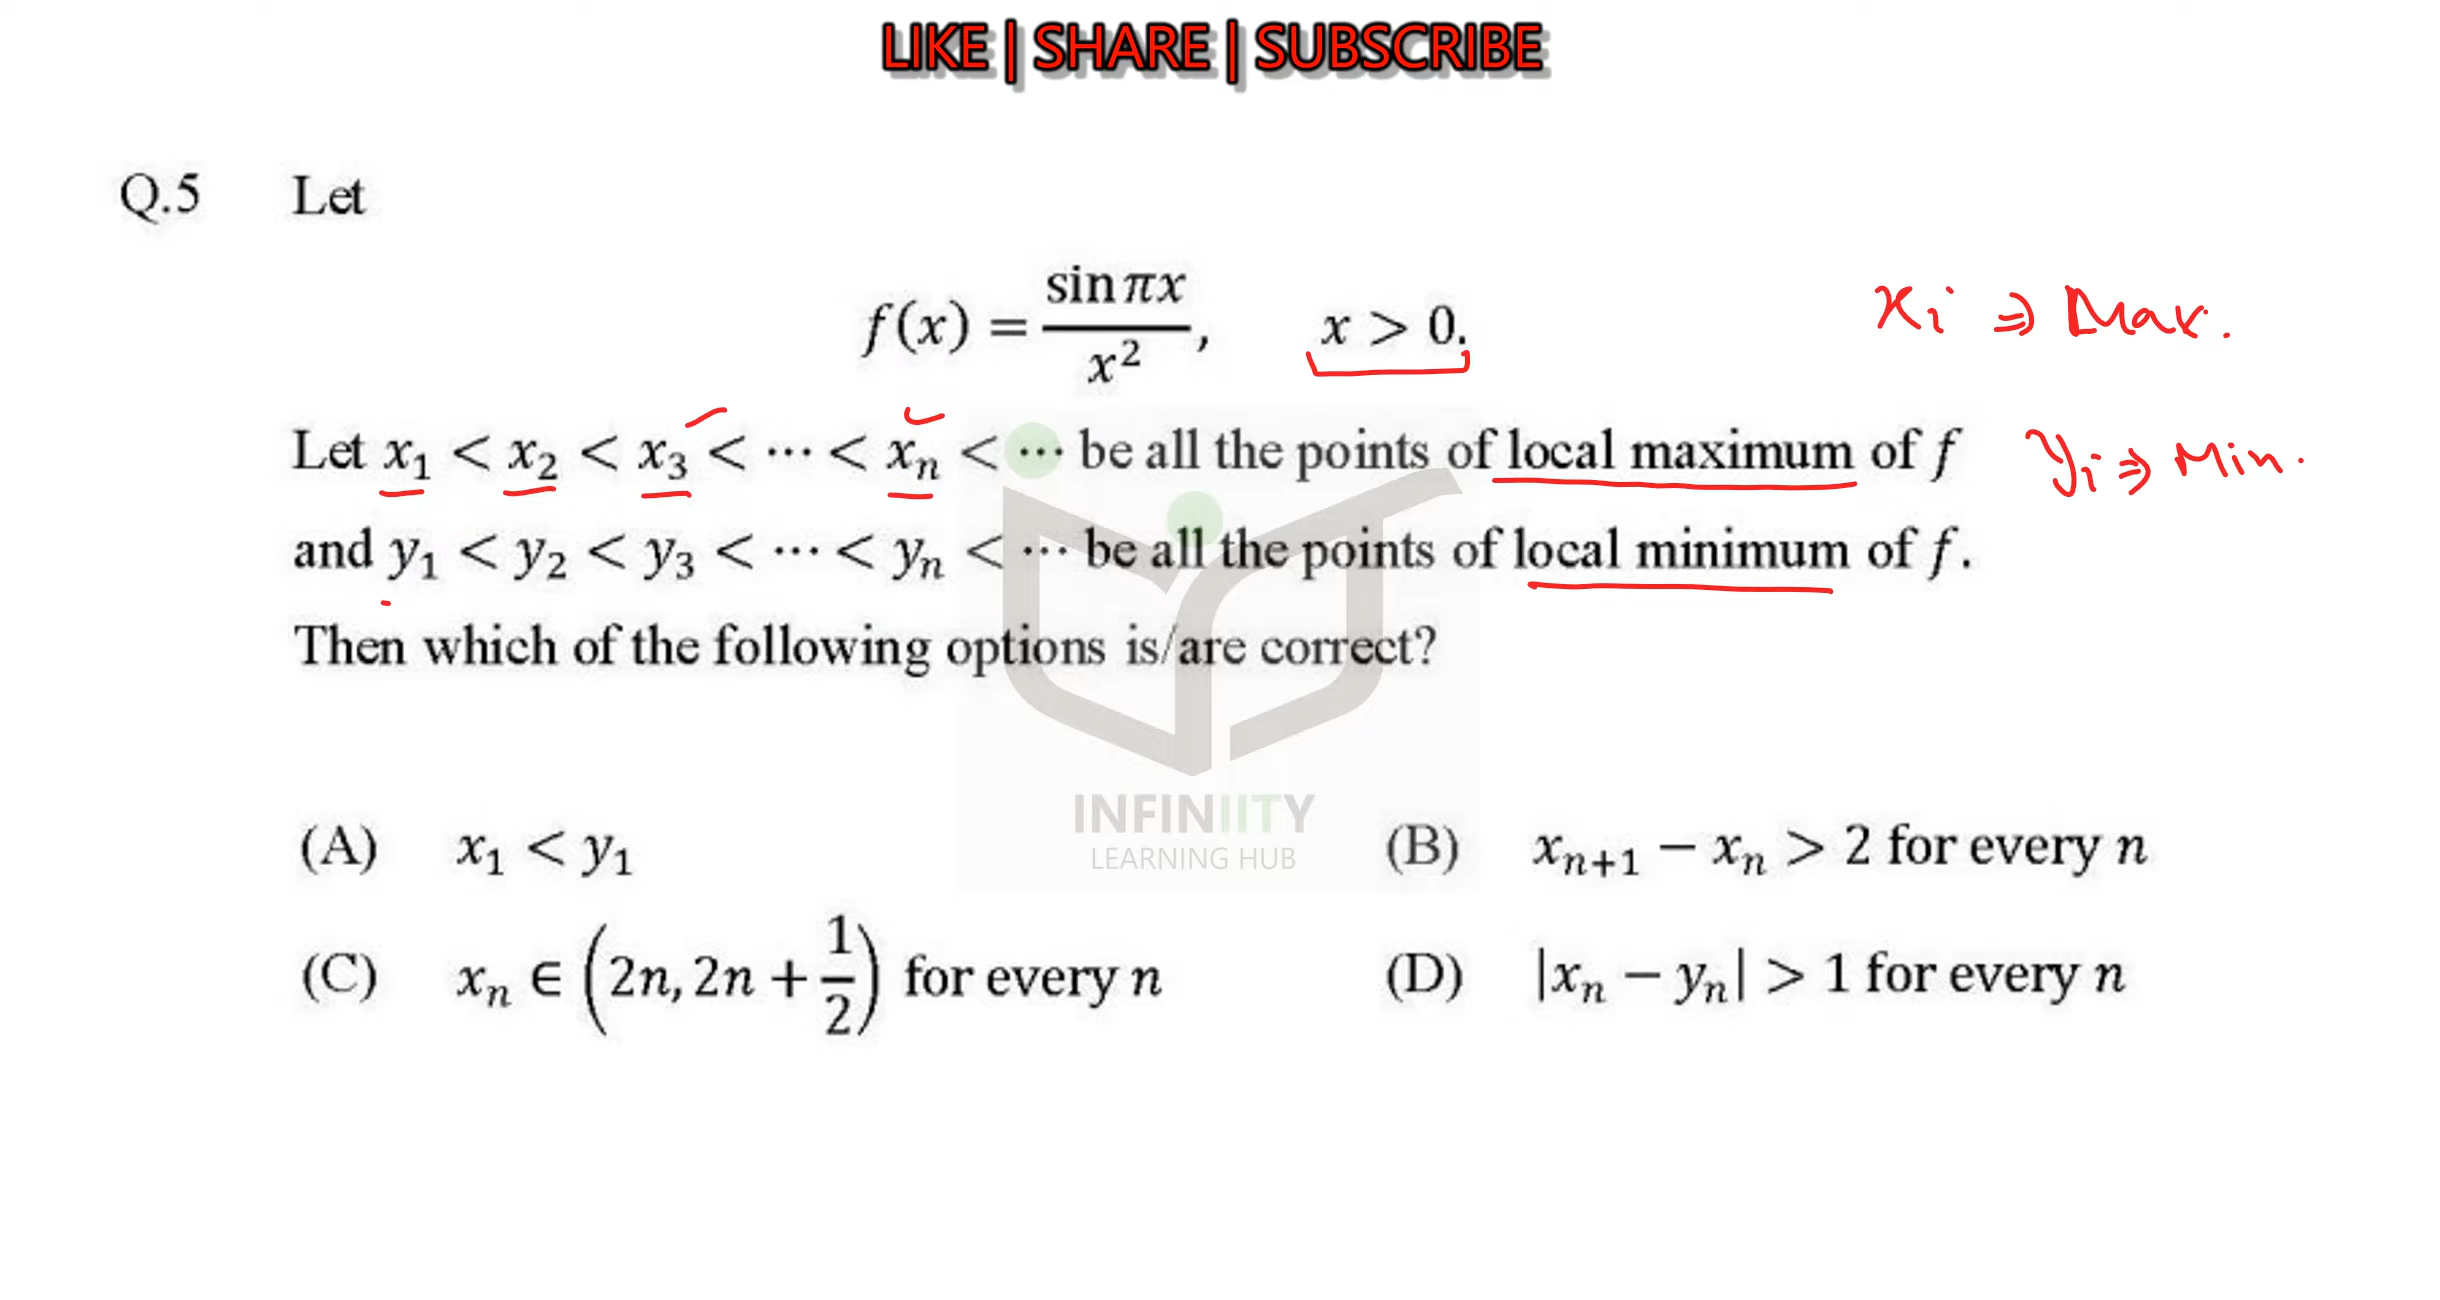 LIKE | SHARE | SUBSCRIBE
Q.5 Let
f(x) = sin πx / x², x > 0.
xi ⇒ Max.
Let x₁ < x₂ < x₃ < ⋯ < xₙ < ⋯ be all the points of local maximum of f
yi ⇒ Min.
and y₁ < y₂ < y₃ < ⋯ < yₙ < ⋯ be all the points of local minimum of f.
Then which of the following options is/are correct?
INFINIITY
LEARNING HUB
(A) x₁ < y₁
(B) xₙ₊₁ − xₙ > 2 for every n
(C) xₙ ∈ (2n, 2n + 1/2) for every n
(D) |xₙ − yₙ| > 1 for every n